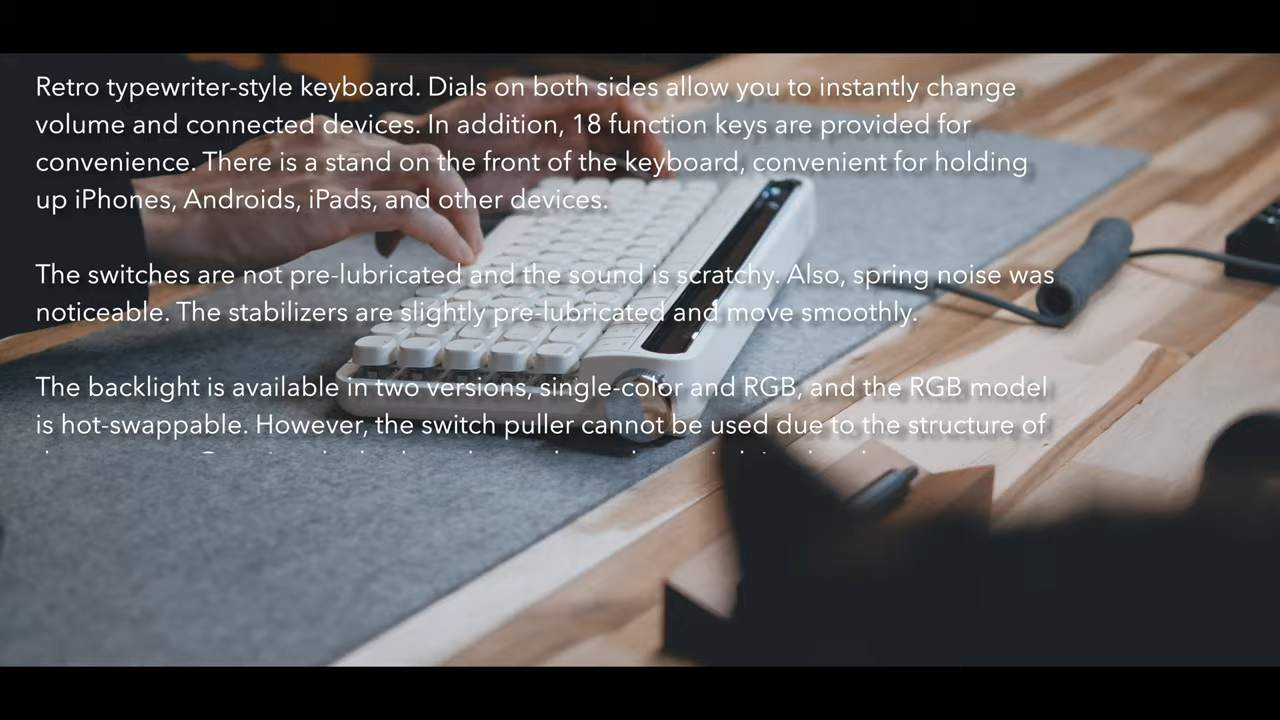 Retro typewriter-style keyboard. Dials on both sides allow you to instantly change
volume and connected devices. In addition, 18 function keys are provided for
convenience. There is a stand on the front of the keyboard, convenient for holding
up iPhones, Androids, iPads, and other devices.
The switches are not pre-lubricated and the sound is scratchy. Also, spring noise was
noticeable. The stabilizers are slightly pre-lubricated and move smoothly.
The backlight is available in two versions, single-color and RGB, and the RGB model
is hot-swappable. However, the switch puller cannot be used due to the structure of